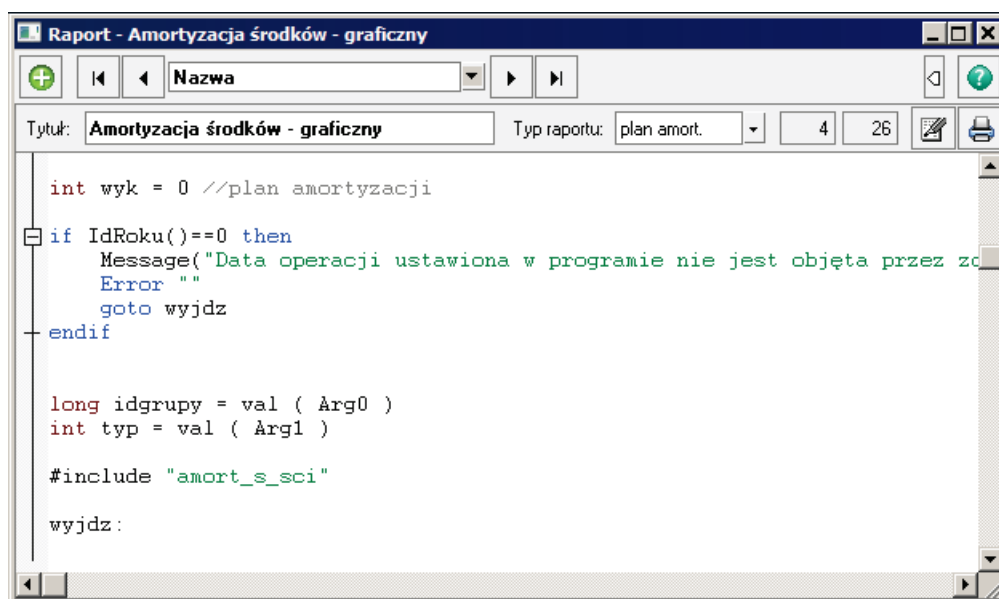 Raport - Amortyzacja środków - graficzny
Nazwa
Tytuł: Amortyzacja środków - graficzny Typ raportu: plan amort. 4 26
int wyk = 0 //plan amortyzacji
if IdRoku()==0 then
Message("Data operacji ustawiona w programie nie jest objęta przez
Error ""
goto wyjdz
endif
long idgrupy = val ( Arg0 )
int typ = val ( Arg1 )
#include "amort_s_sci"
wyjdz: